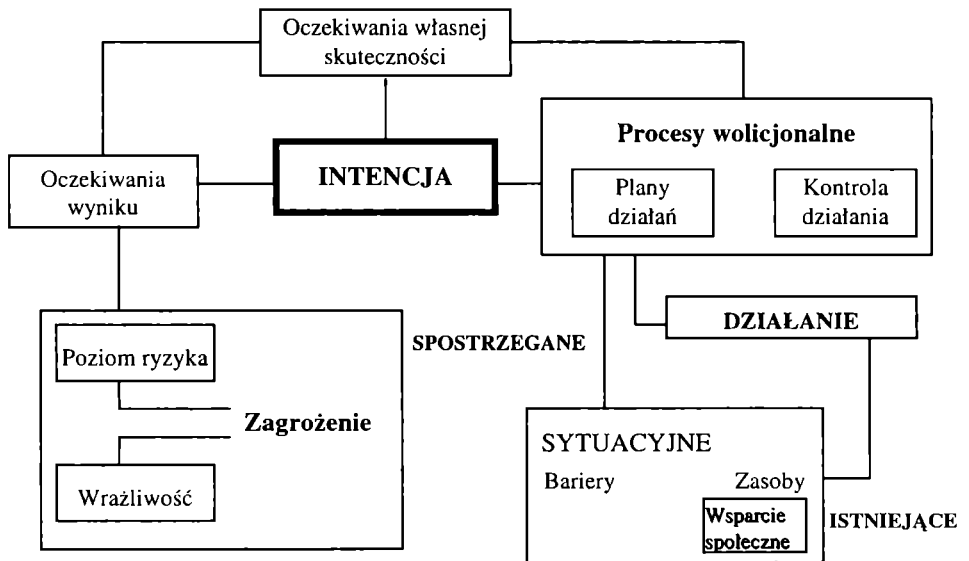 Oczekiwania własnej
skuteczności
Procesy wolicjonalne
INTENCJA
Oczekiwania
wyniku
Plany
działań
Kontrola
działania
DZIAŁANIE
SPOSTRZEGANE
Poziom ryzyka
Zagrożenie
Wrażliwość
SYTUACYJNE
Bariery
Zasoby
Wsparcie
społeczne
ISTNIEJĄCE